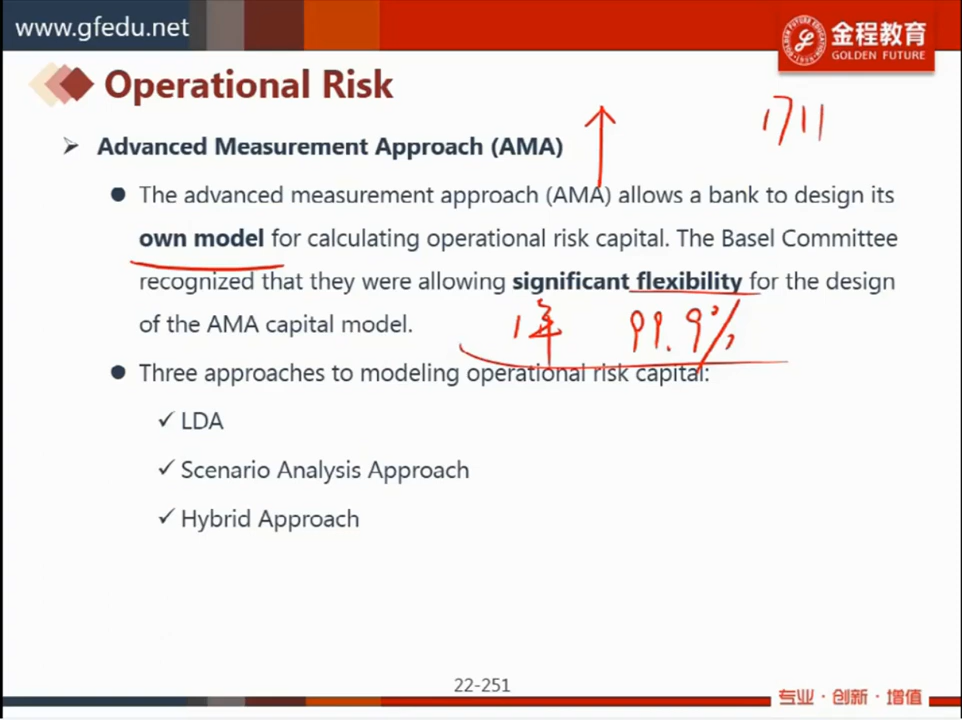 www.gfedu.net
金程教育
GOLDEN FUTURE
Operational Risk
Advanced Measurement Approach (AMA)
The advanced measurement approach (AMA) allows a bank to design its
own model for calculating operational risk capital. The Basel Committee
recognized that they were allowing significant flexibility for the design
of the AMA capital model.
1年 99.9%
Three approaches to modeling operational risk capital:
✓ LDA
✓ Scenario Analysis Approach
✓ Hybrid Approach
22-251
专业·创新·增值